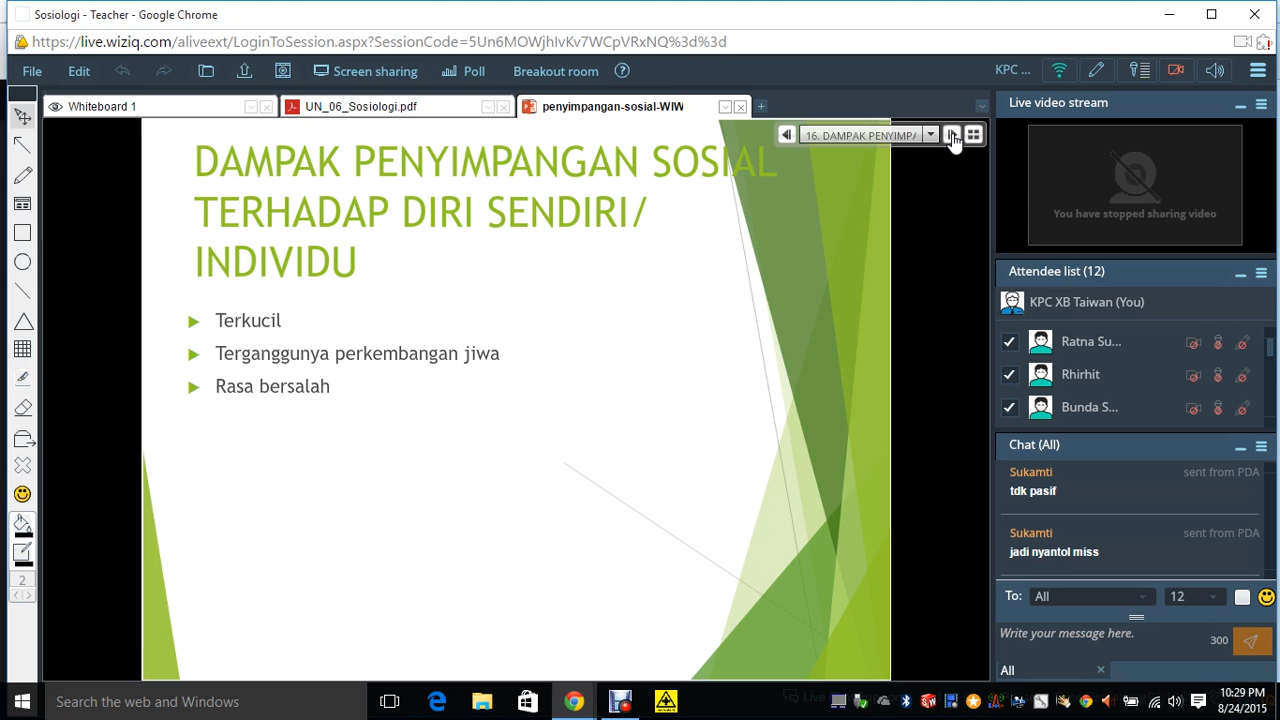 Sosiologi - Teacher - Google Chrome
https://live.wiziq.com/aliveext/LoginToSession.aspx?SessionCode=5Un6MOWjhIvKv7WCpVRxNQ%3d%3d
File Edit Screen sharing Poll Breakout room KPC ...
Whiteboard 1 UN_06_Sosiologi.pdf penyimpangan-sosial-WIW
16. DAMPAK PENYIMP/
DAMPAK PENYIMPANGAN SOSIAL
TERHADAP DIRI SENDIRI/
INDIVIDU
Terkucil
Terganggunya perkembangan jiwa
Rasa bersalah
2
Live video stream
You have stopped sharing video
Attendee list (12)
KPC XB Taiwan (You)
Ratna Su...
Rhirhit
Bunda S...
Chat (All)
Sukamti sent from PDA
tdk pasif
Sukamti sent from PDA
jadi nyantol miss
To: All 12
Write your message here. 300
All
Search the web and Windows
10:29 PM
8/24/2015